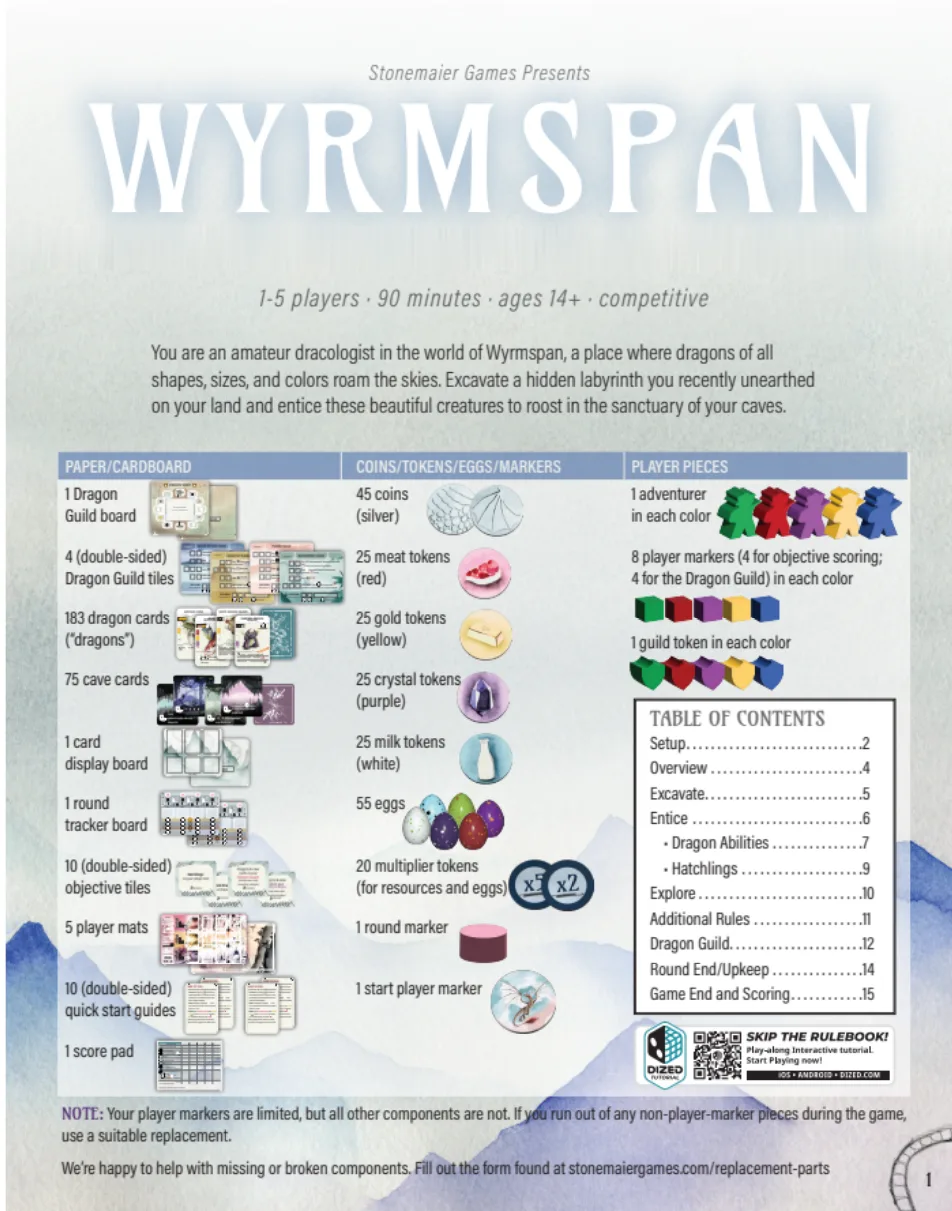 Stonemaier Games Presents
WYRMSPAN
1-5 players · 90 minutes · ages 14+ · competitive
You are an amateur dracologist in the world of Wyrmspan, a place where dragons of all
shapes, sizes, and colors roam the skies. Excavate a hidden labyrinth you recently unearthed
on your land and entice these beautiful creatures to roost in the sanctuary of your caves.
PAPER/CARDBOARD
1 Dragon
Guild board
4 (double-sided)
Dragon Guild tiles
183 dragon cards
("dragons")
75 cave cards
1 card
display board
1 round
tracker board
10 (double-sided)
objective tiles
5 player mats
10 (double-sided)
quick start guides
1 score pad
COINS/TOKENS/EGGS/MARKERS
45 coins
(silver)
25 meat tokens
(red)
25 gold tokens
(yellow)
25 crystal tokens
(purple)
25 milk tokens
(white)
55 eggs
20 multiplier tokens
(for resources and eggs)
x5 x2
1 round marker
1 start player marker
PLAYER PIECES
1 adventurer
in each color
8 player markers (4 for objective scoring;
4 for the Dragon Guild) in each color
1 guild token in each color
TABLE OF CONTENTS
Setup............................2
Overview.........................4
Excavate.........................5
Entice...........................6
• Dragon Abilities...............7
• Hatchlings.....................9
Explore..........................10
Additional Rules.................11
Dragon Guild.....................12
Round End/Upkeep.................14
Game End and Scoring............15
DIZED
TUTORIAL
SKIP THE RULEBOOK!
Play-along Interactive tutorial.
Start Playing now!
iOS • ANDROID • DIZED.COM
NOTE: Your player markers are limited, but all other components are not. If you run out of any non-player-marker pieces during the game,
use a suitable replacement.
We're happy to help with missing or broken components. Fill out the form found at stonemaiergames.com/replacement-parts
1